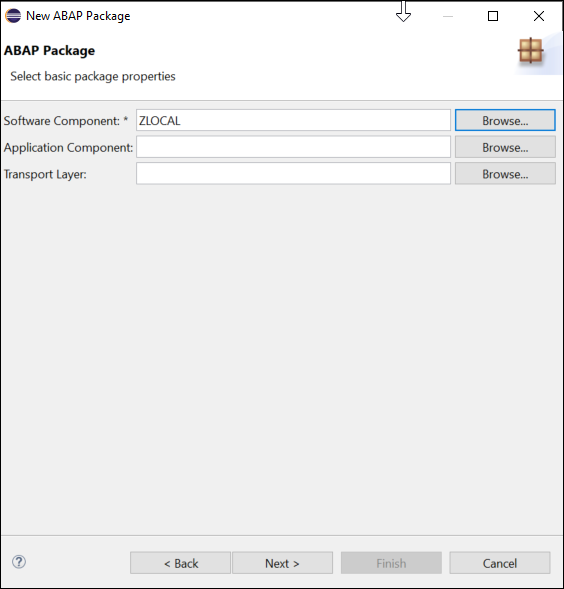 New ABAP Package
ABAP Package
Select basic package properties
Software Component: * ZLOCAL Browse...
Application Component: Browse...
Transport Layer: Browse...
? < Back Next > Finish Cancel